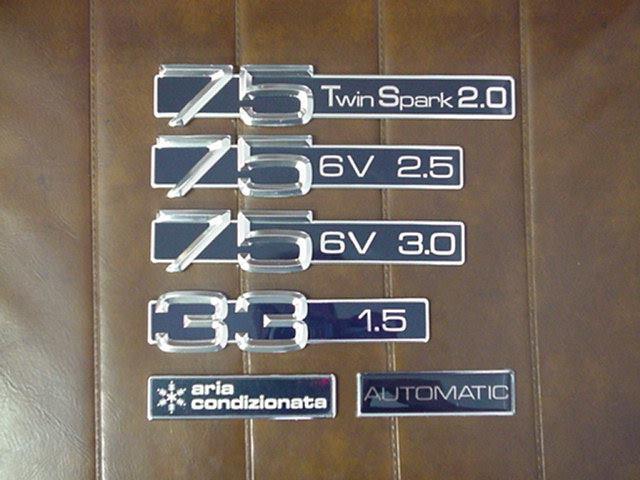 75 Twin Spark 2.0
75 6V 2.5
75 6V 3.0
33 1.5
aria
condizionata
AUTOMATIC